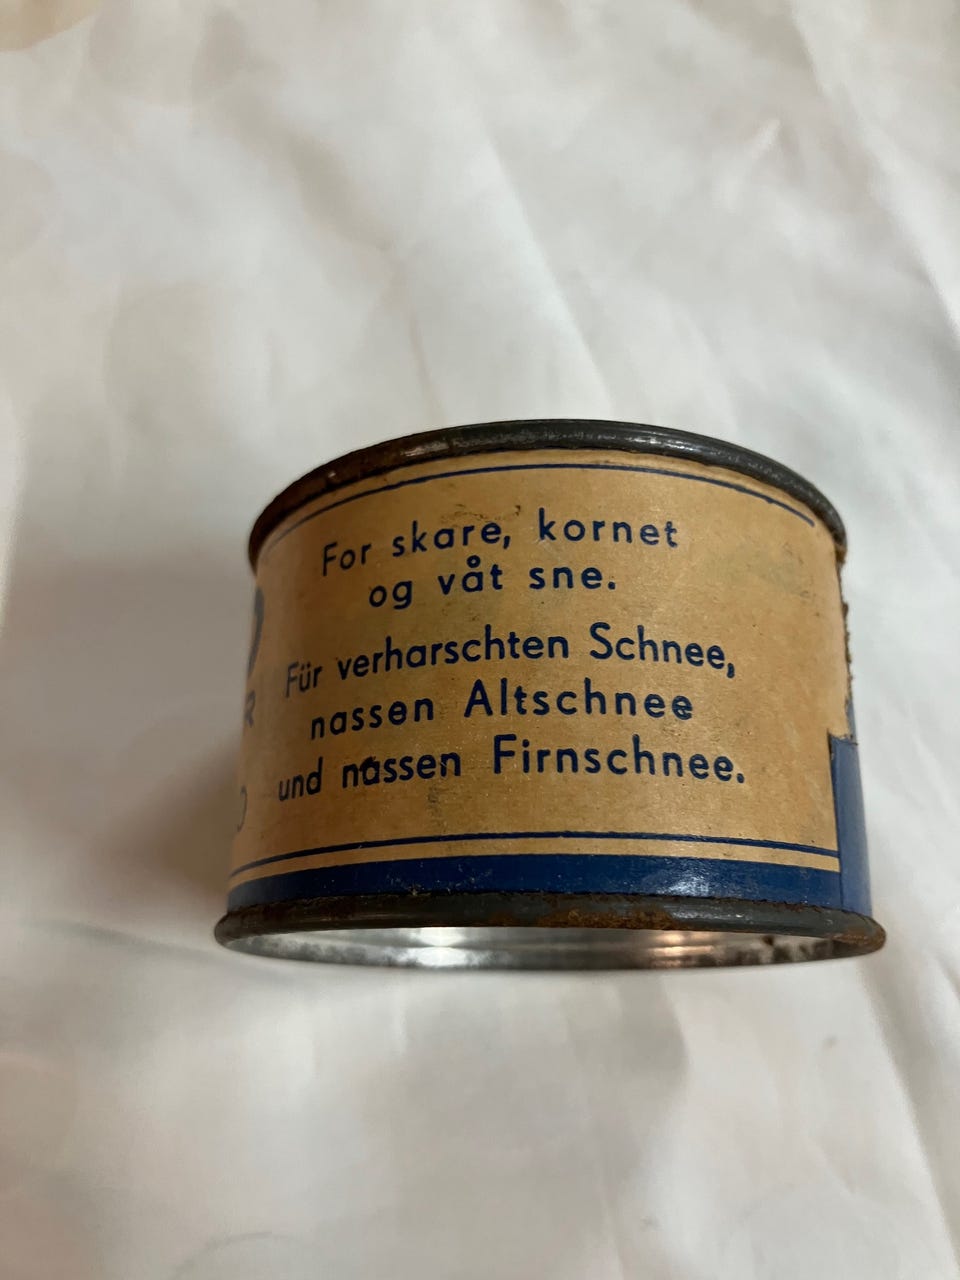 For skare, kornet
og våt sne.
Für verharschten Schnee,
nassen Altschnee
und nassen Firnschnee.